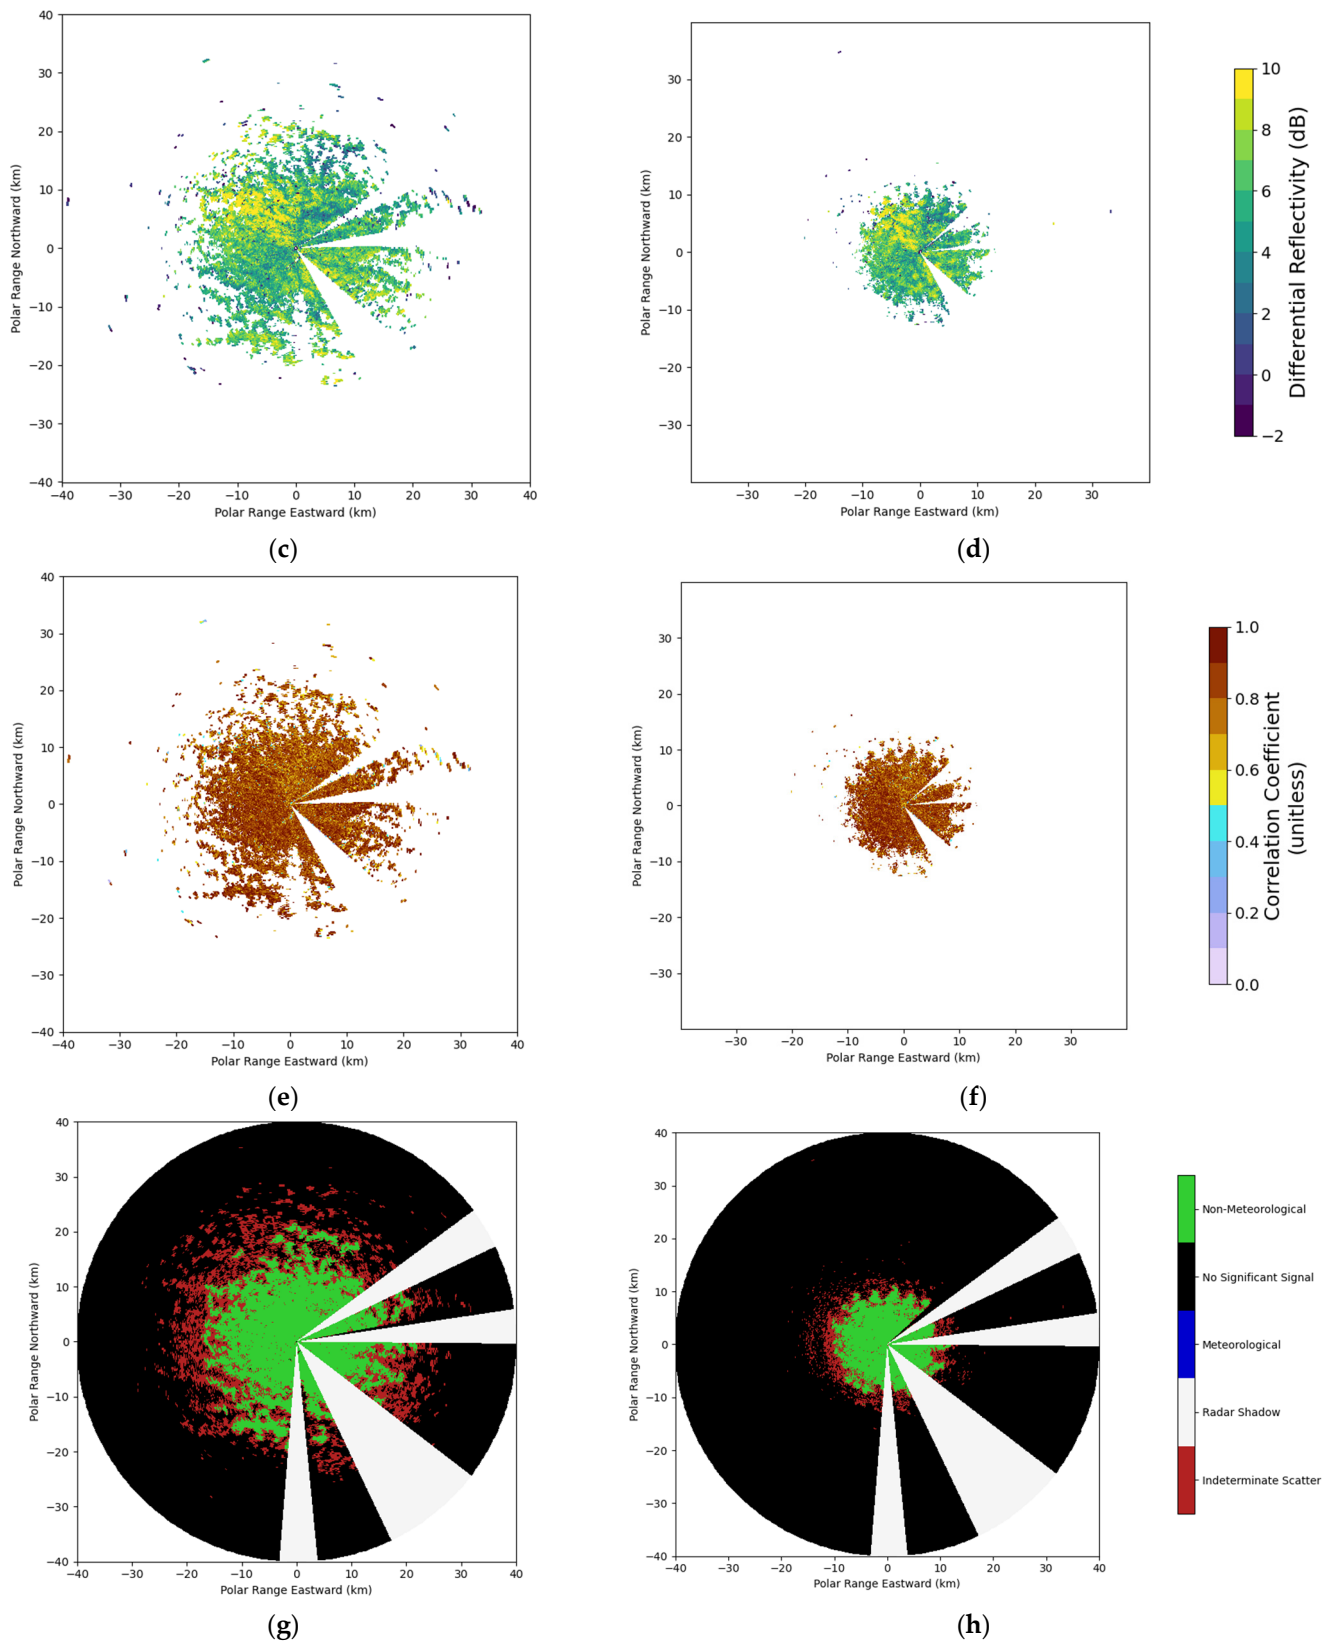 40
30
20
10
0
−10
−20
−30
−40
−40 −30 −20 −10 0 10 20 30 40
Polar Range Northward (km)
Polar Range Eastward (km)
(c)
30
20
10
0
−10
−20
−30
−30 −20 −10 0 10 20 30
Polar Range Northward (km)
Polar Range Eastward (km)
(d)
10
8
6
4
2
0
−2
Differential Reflectivity (dB)
40
30
20
10
0
−10
−20
−30
−40
−40 −30 −20 −10 0 10 20 30 40
Polar Range Northward (km)
Polar Range Eastward (km)
(e)
30
20
10
0
−10
−20
−30
−30 −20 −10 0 10 20 30
Polar Range Northward (km)
Polar Range Eastward (km)
(f)
1.0
0.8
0.6
0.4
0.2
0.0
Correlation Coefficient
(unitless)
40
30
20
10
0
−10
−20
−30
−40
−40 −30 −20 −10 0 10 20 30 40
Polar Range Northward (km)
Polar Range Eastward (km)
(g)
40
30
20
10
0
−10
−20
−30
−40
−40 −30 −20 −10 0 10 20 30 40
Polar Range Northward (km)
Polar Range Eastward (km)
(h)
Non-Meteorological
No Significant Signal
Meteorological
Radar Shadow
Indeterminate Scatter